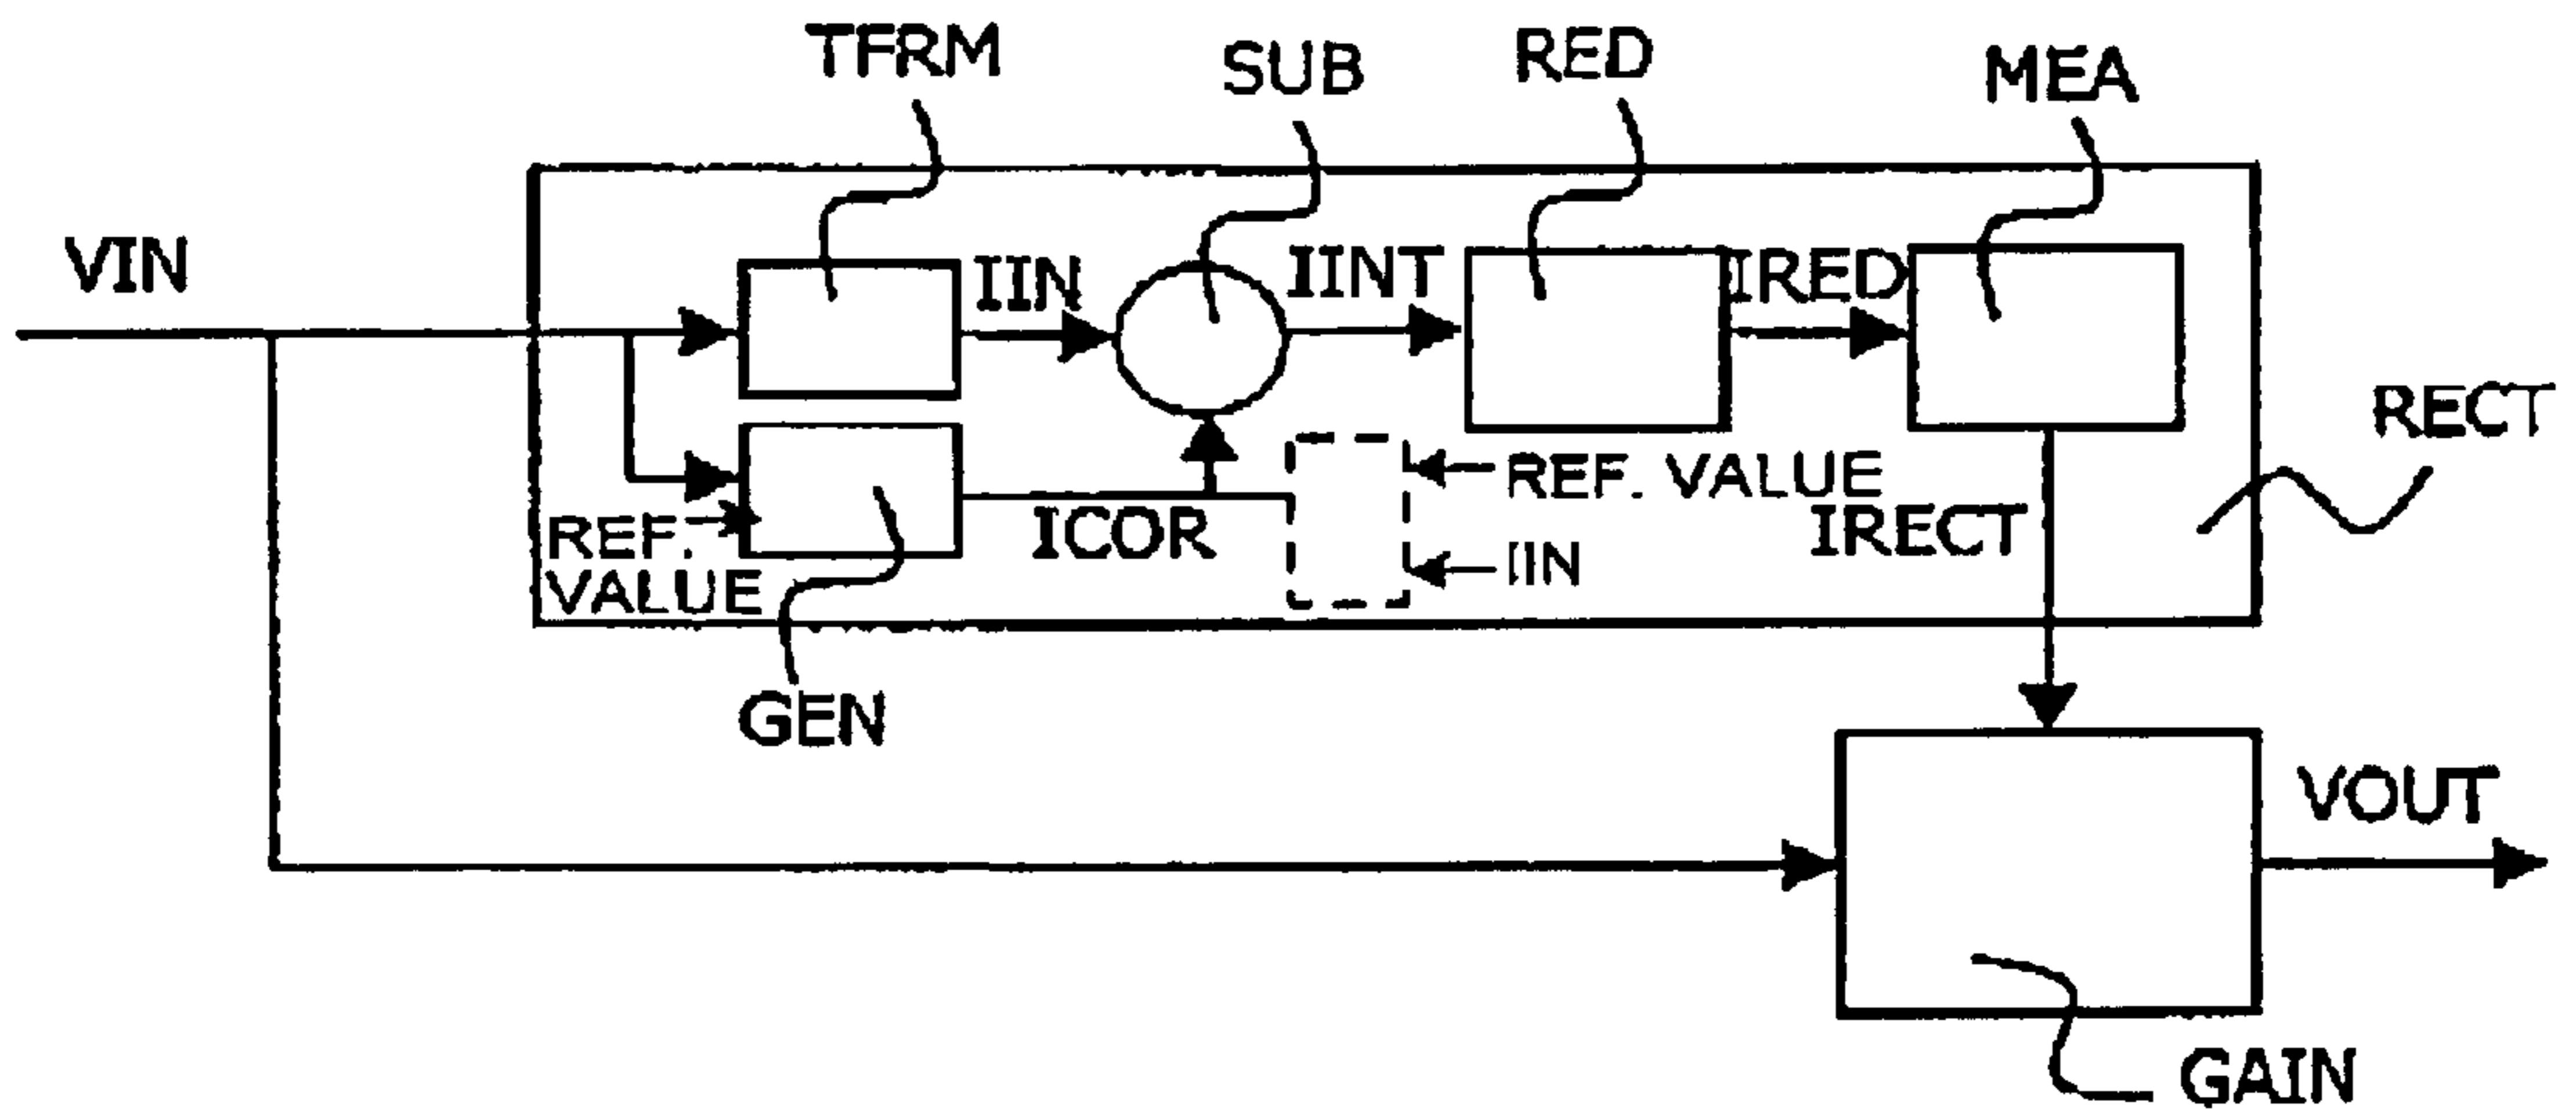 TFRM
SUB
RED
MEA
VIN
IIN
IINT
IRED
RECT
REF. VALUE
REF.
VALUE
ICOR
IIN
IRECT
GEN
VOUT
GAIN